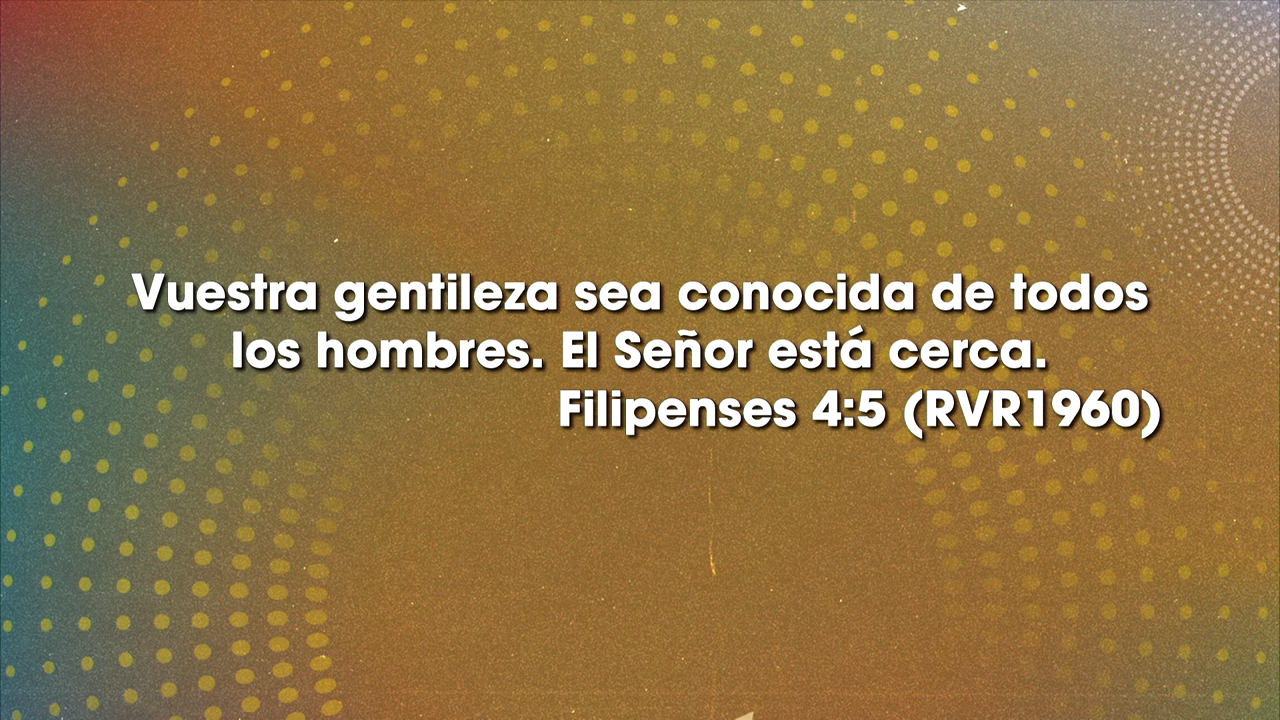 Vuestra gentileza sea conocida de todos
los hombres. El Señor está cerca.
Filipenses 4:5 (RVR1960)